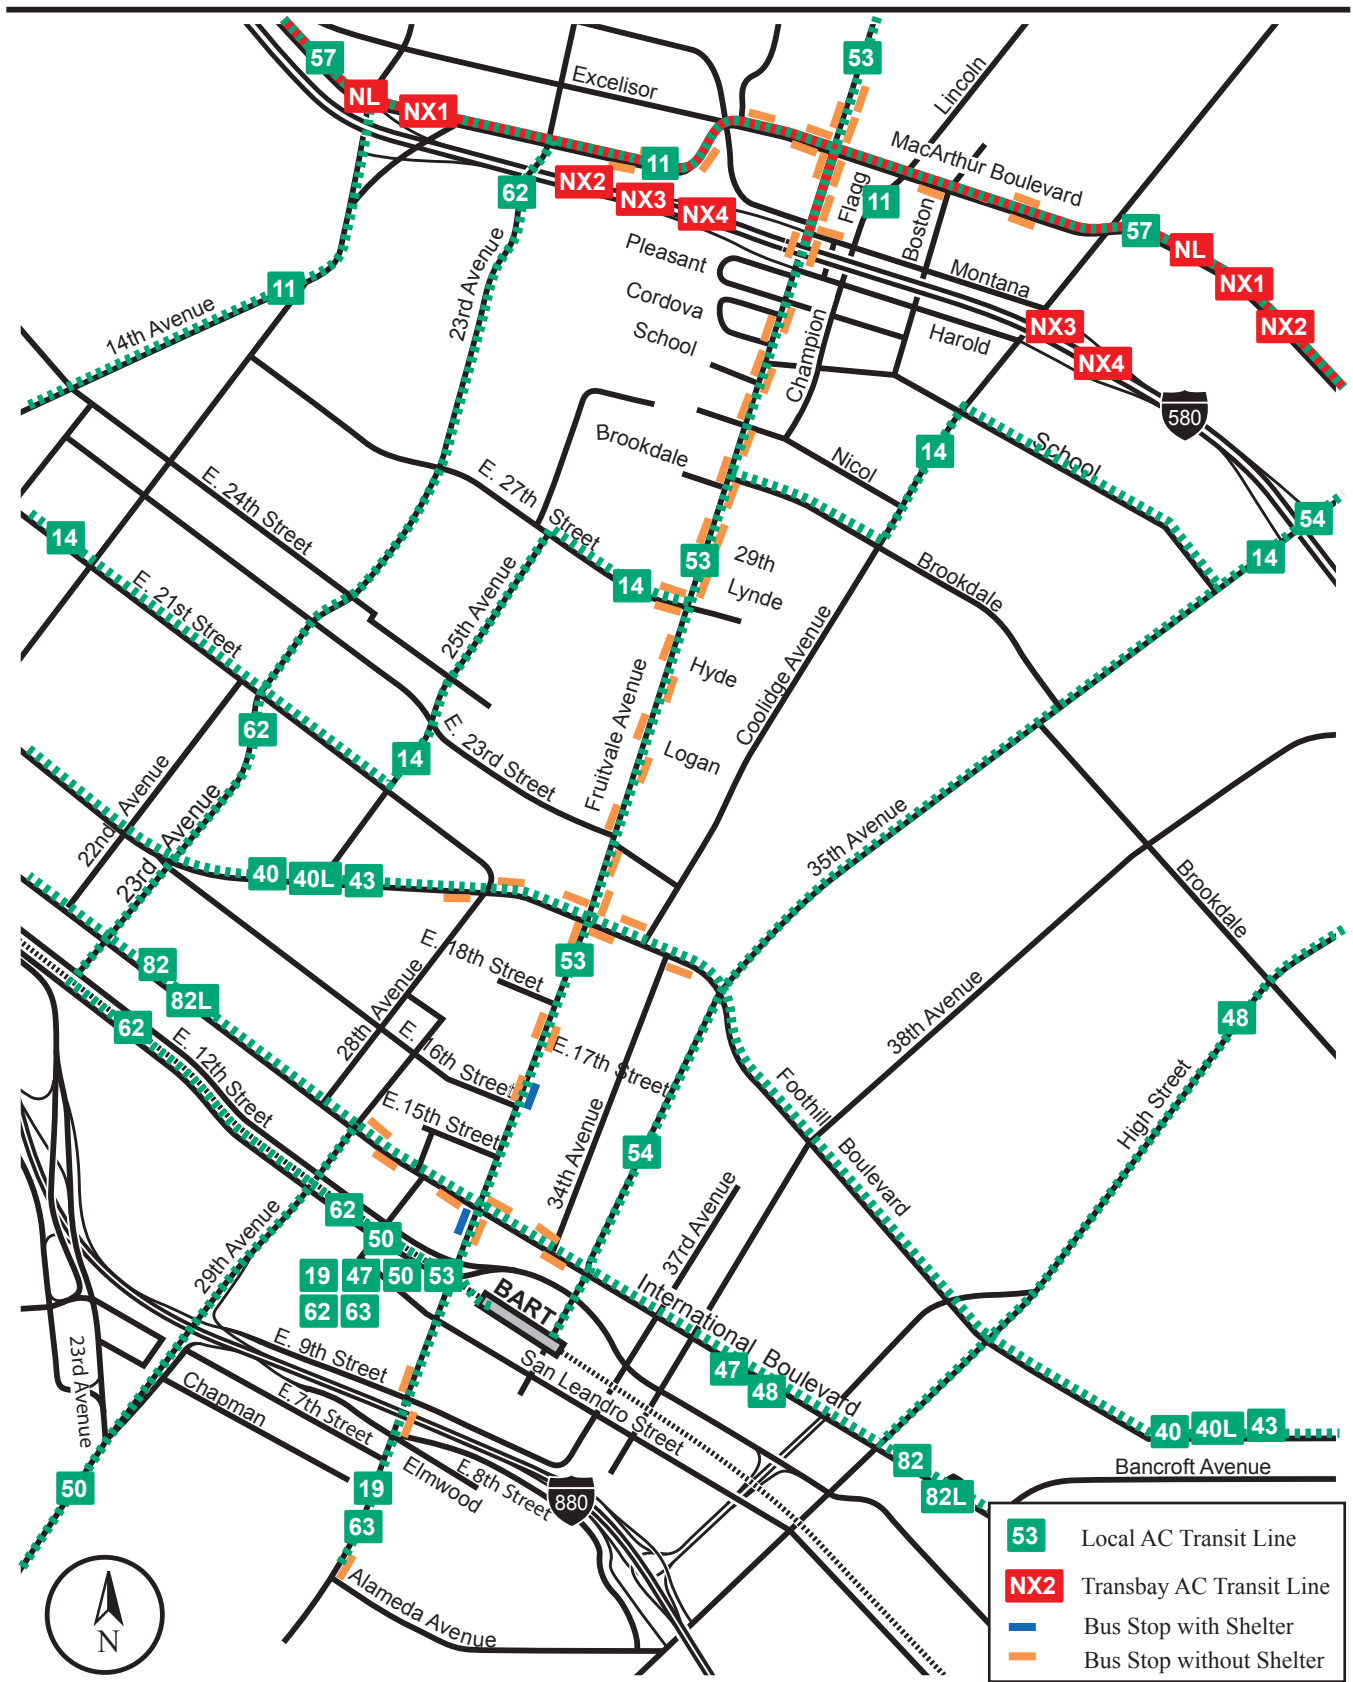 57
53
NL
NX1
Excelisor
Lincoln
MacArthur Boulevard
11
62
NX2
NX3
NX4
Flagg
11
Boston
57
NL
NX1
NX2
23rd Avenue
Pleasant
Montana
11
14th Avenue
Cordova
School
Champion
Harold
NX3
NX4
580
Brookdale
Nicol
14
School
E. 24th Street
E. 27th Street
54
14
14
53
29th
Lynde
14
Brookdale
E. 21st Street
25th Avenue
Hyde
Coolidge Avenue
Fruitvale Avenue
62
14
E. 23rd Street
Logan
22nd Avenue
23rd Avenue
35th Avenue
40
40L
43
Brookdale
82
82L
62
E. 18th Street
53
28th Avenue
38th Avenue
48
E. 12th Street
E. 16th Street
E.17th Street
E.15th Street
34th Avenue
54
Foothill Boulevard
High Street
29th Avenue
62
50
37rd Avenue
19
47
50
53
62
63
BART
International Boulevard
23rd Avenue
E. 9th Street
San Leandro Street
47
48
Chapman
E. 7th Street
Elmwood
E.8th Street
40
40L
43
82
82L
Bancroft Avenue
50
19
63
880
Alameda Avenue
N
53 Local AC Transit Line
NX2 Transbay AC Transit Line
Bus Stop with Shelter
Bus Stop without Shelter